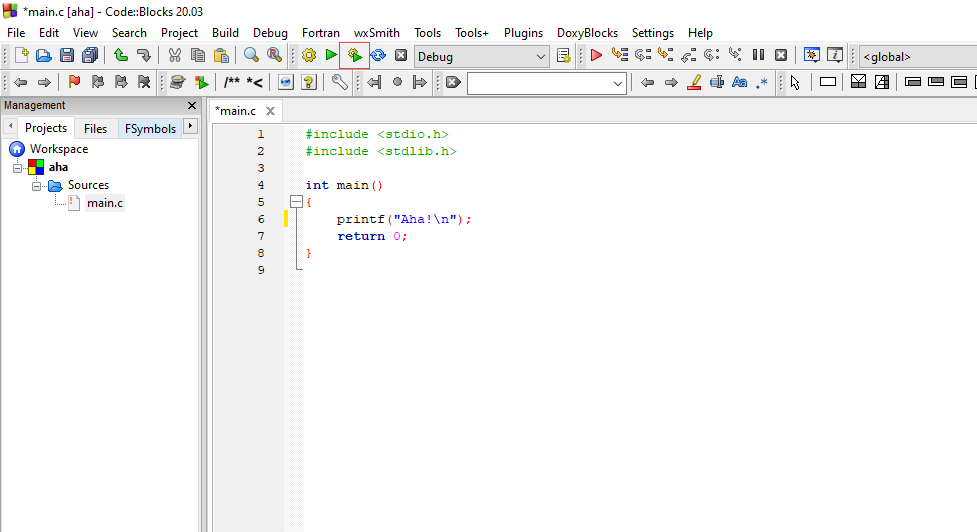 *main.c [aha] - Code::Blocks 20.03
File Edit View Search Project Build Debug Fortran wxSmith Tools Tools+ Plugins DoxyBlocks Settings Help
Debug <global>
/** *<
Management
*main.c
Projects Files FSymbols
Workspace
aha
Sources
main.c
1 #include <stdio.h>
2 #include <stdlib.h>
3
4 int main()
5 {
6 printf("Aha!\n");
7 return 0;
8 }
9